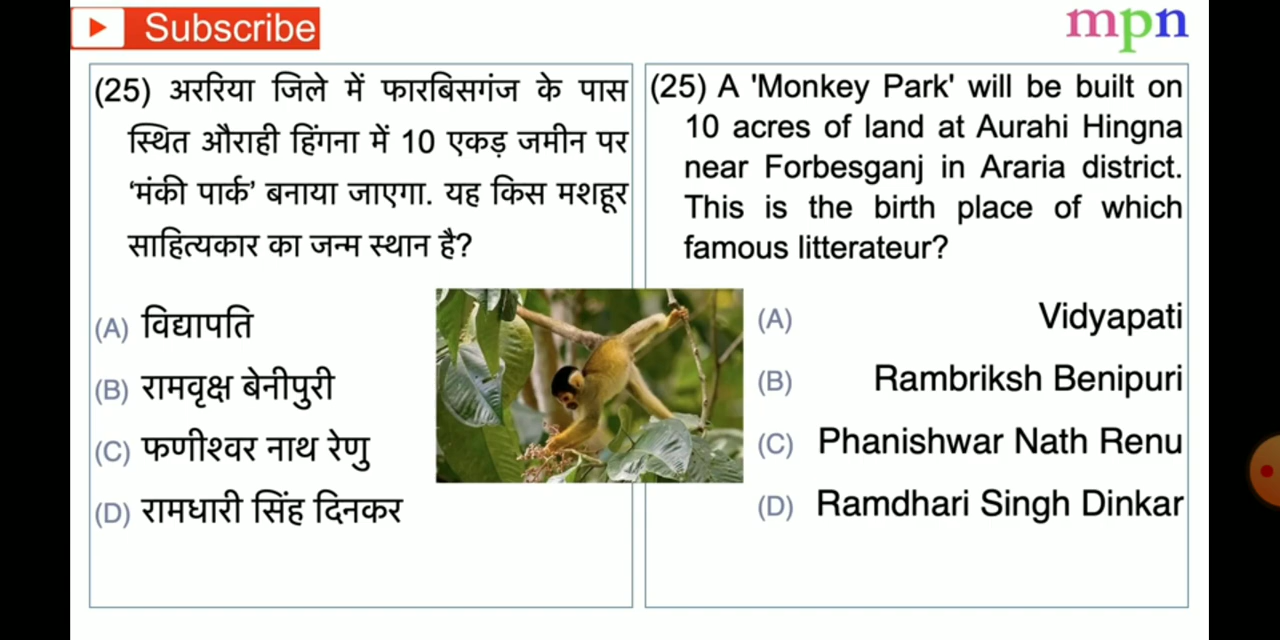 Subscribe
mpn
(25) अररिया जिले में फारबिसगंज के पास
स्थित औराही हिंगना में 10 एकड़ जमीन पर
‘मंकी पार्क’ बनाया जाएगा. यह किस मशहूर
साहित्यकार का जन्म स्थान है?
(A) विद्यापति
(B) रामवृक्ष बेनीपुरी
(C) फणीश्वर नाथ रेणु
(D) रामधारी सिंह दिनकर
(25) A 'Monkey Park' will be built on
10 acres of land at Aurahi Hingna
near Forbesganj in Araria district.
This is the birth place of which
famous litterateur?
(A) Vidyapati
(B) Rambriksh Benipuri
(C) Phanishwar Nath Renu
(D) Ramdhari Singh Dinkar